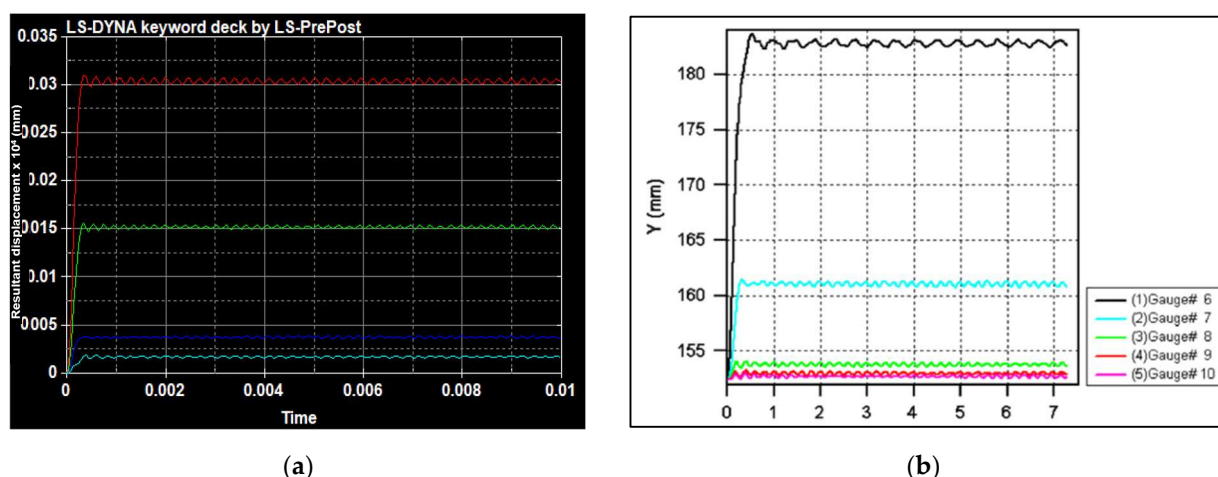 LS-DYNA keyword deck by LS-PrePost
Resultant displacement x 10⁴ (mm)
0.035
0.03
0.025
0.02
0.015
0.01
0.005
0
0 0.002 0.004 0.006 0.008 0.01
Time
(a)
Y (mm)
180
175
170
165
160
155
0 1 2 3 4 5 6 7
(1)Gauge# 6
(2)Gauge# 7
(3)Gauge# 8
(4)Gauge# 9
(5)Gauge# 10
(b)